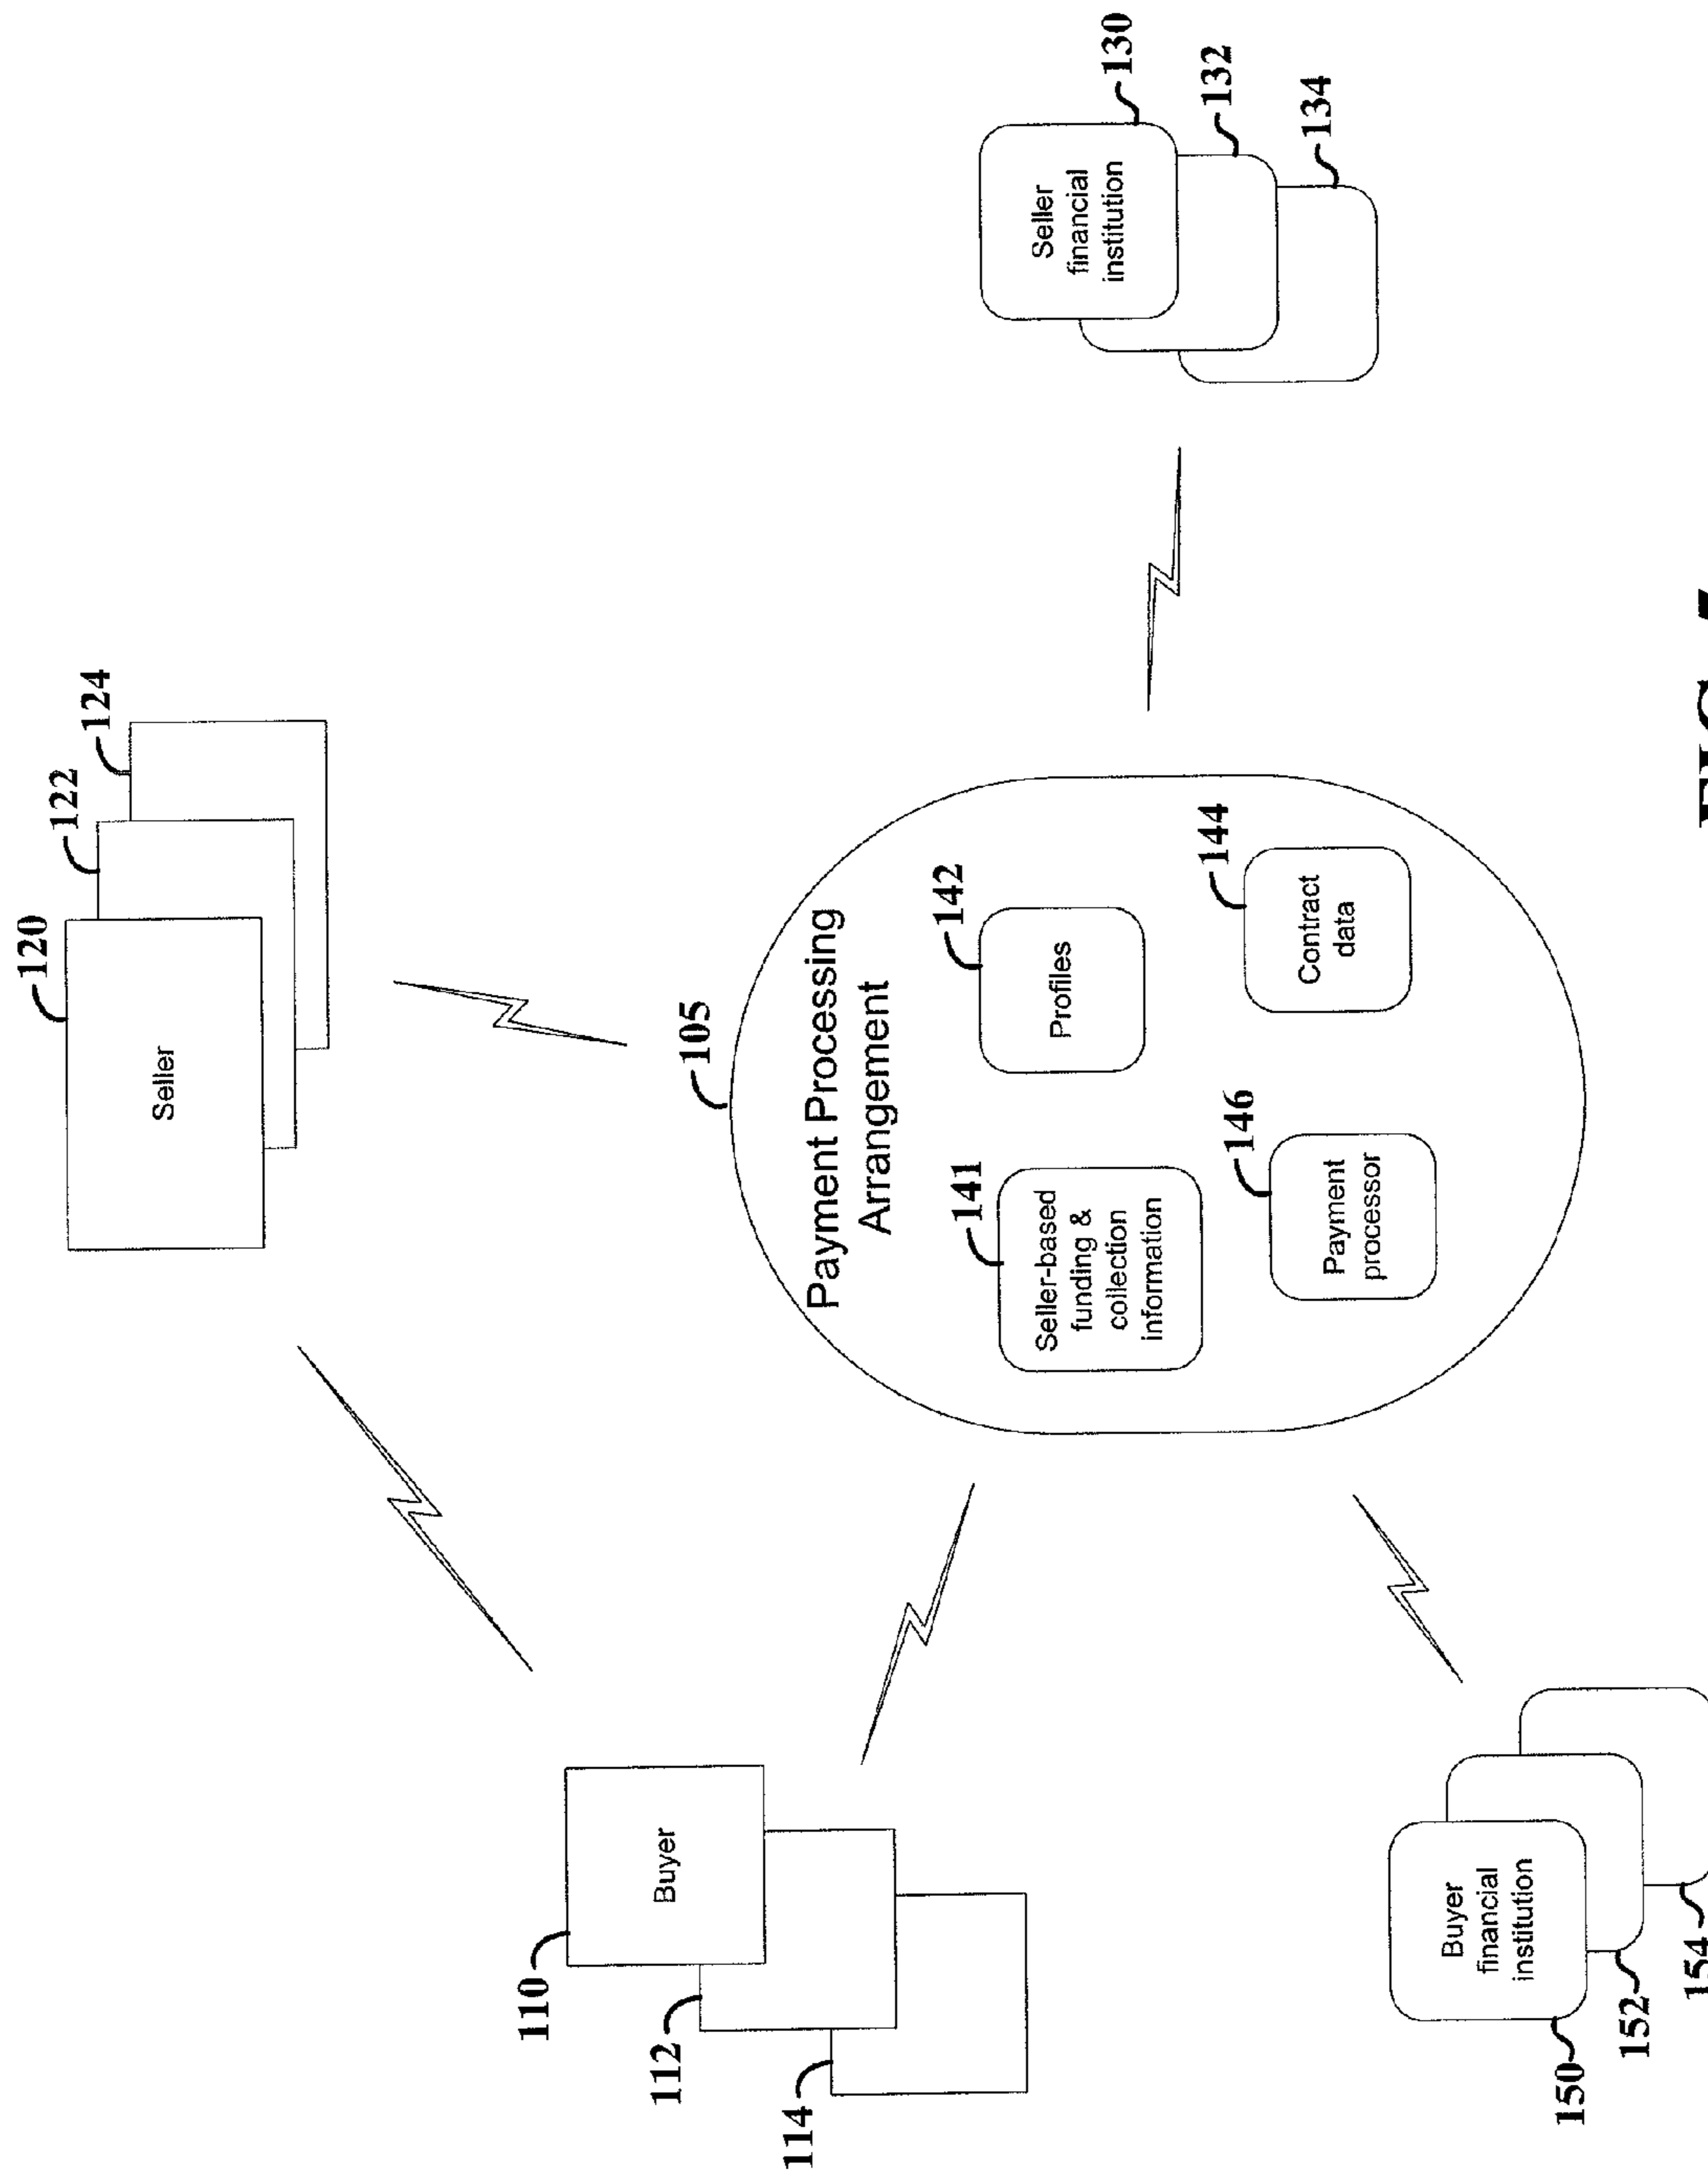 120
122
124
Seller
110
Buyer
112
114
105
Payment Processing
Arrangement
141
Seller-based
funding &
collection
information
142
Profiles
146
Payment
processor
144
Contract
data
130
Seller
financial
institution
132
134
Buyer
financial
institution
150
152
154
FIG.